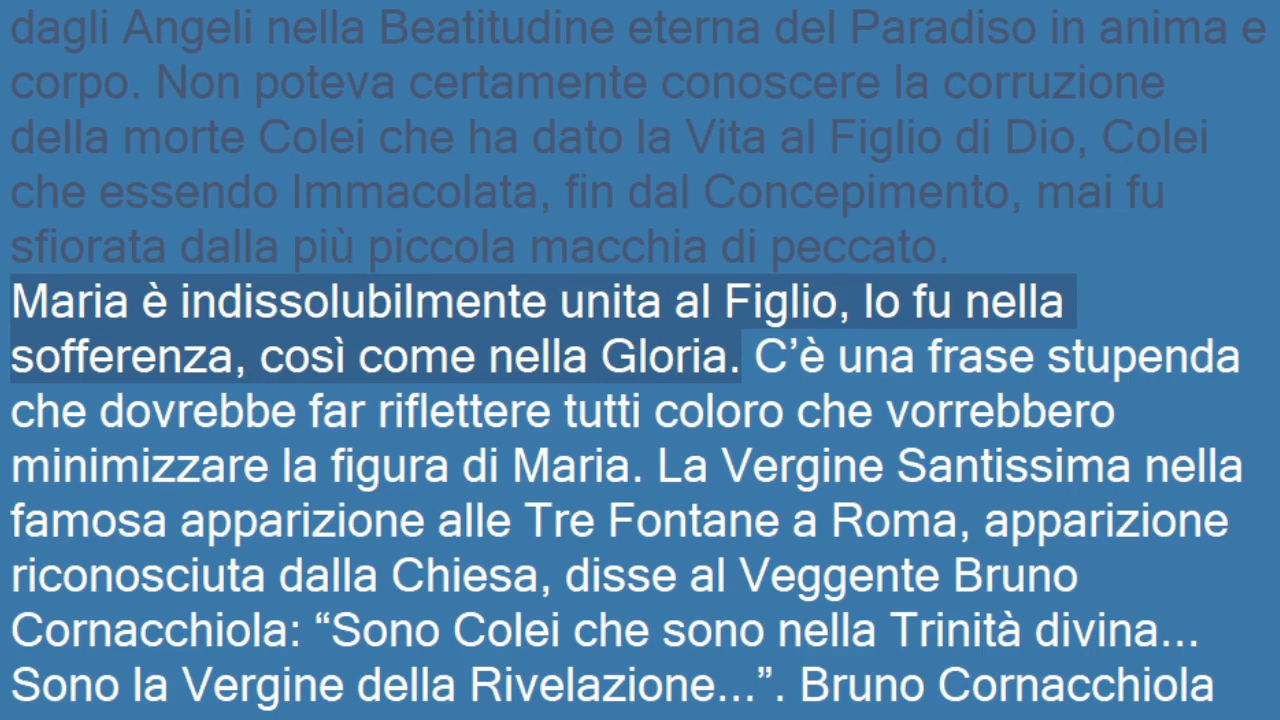 dagli Angeli nella Beatitudine eterna del Paradiso in anima e
corpo. Non poteva certamente conoscere la corruzione
della morte Colei che ha dato la Vita al Figlio di Dio, Colei
che essendo Immacolata, fin dal Concepimento, mai fu
sfiorata dalla più piccola macchia di peccato.
Maria è indissolubilmente unita al Figlio, lo fu nella
sofferenza, così come nella Gloria. C’è una frase stupenda
che dovrebbe far riflettere tutti coloro che vorrebbero
minimizzare la figura di Maria. La Vergine Santissima nella
famosa apparizione alle Tre Fontane a Roma, apparizione
riconosciuta dalla Chiesa, disse al Veggente Bruno
Cornacchiola: “Sono Colei che sono nella Trinità divina...
Sono la Vergine della Rivelazione...”. Bruno Cornacchiola